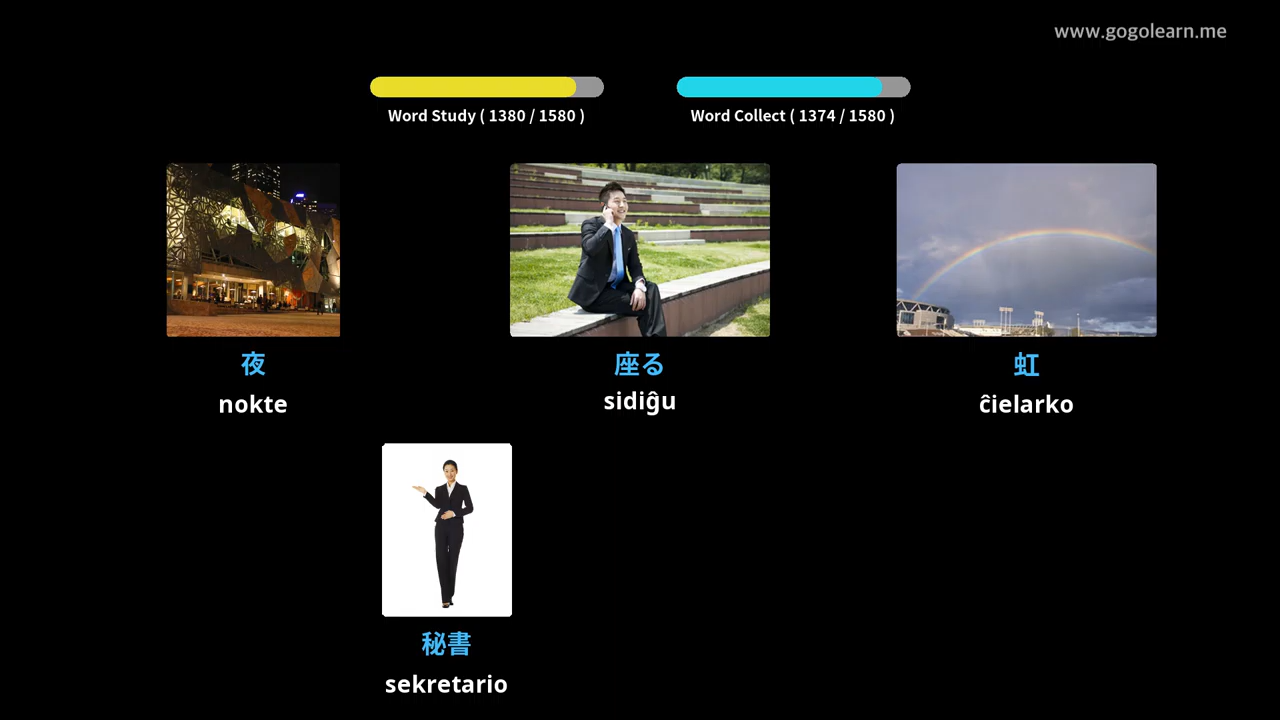 www.gogolearn.me
Word Study ( 1380 / 1580 )
Word Collect ( 1374 / 1580 )
夜
nokte
座る
sidiĝu
虹
ĉielarko
秘書
sekretario